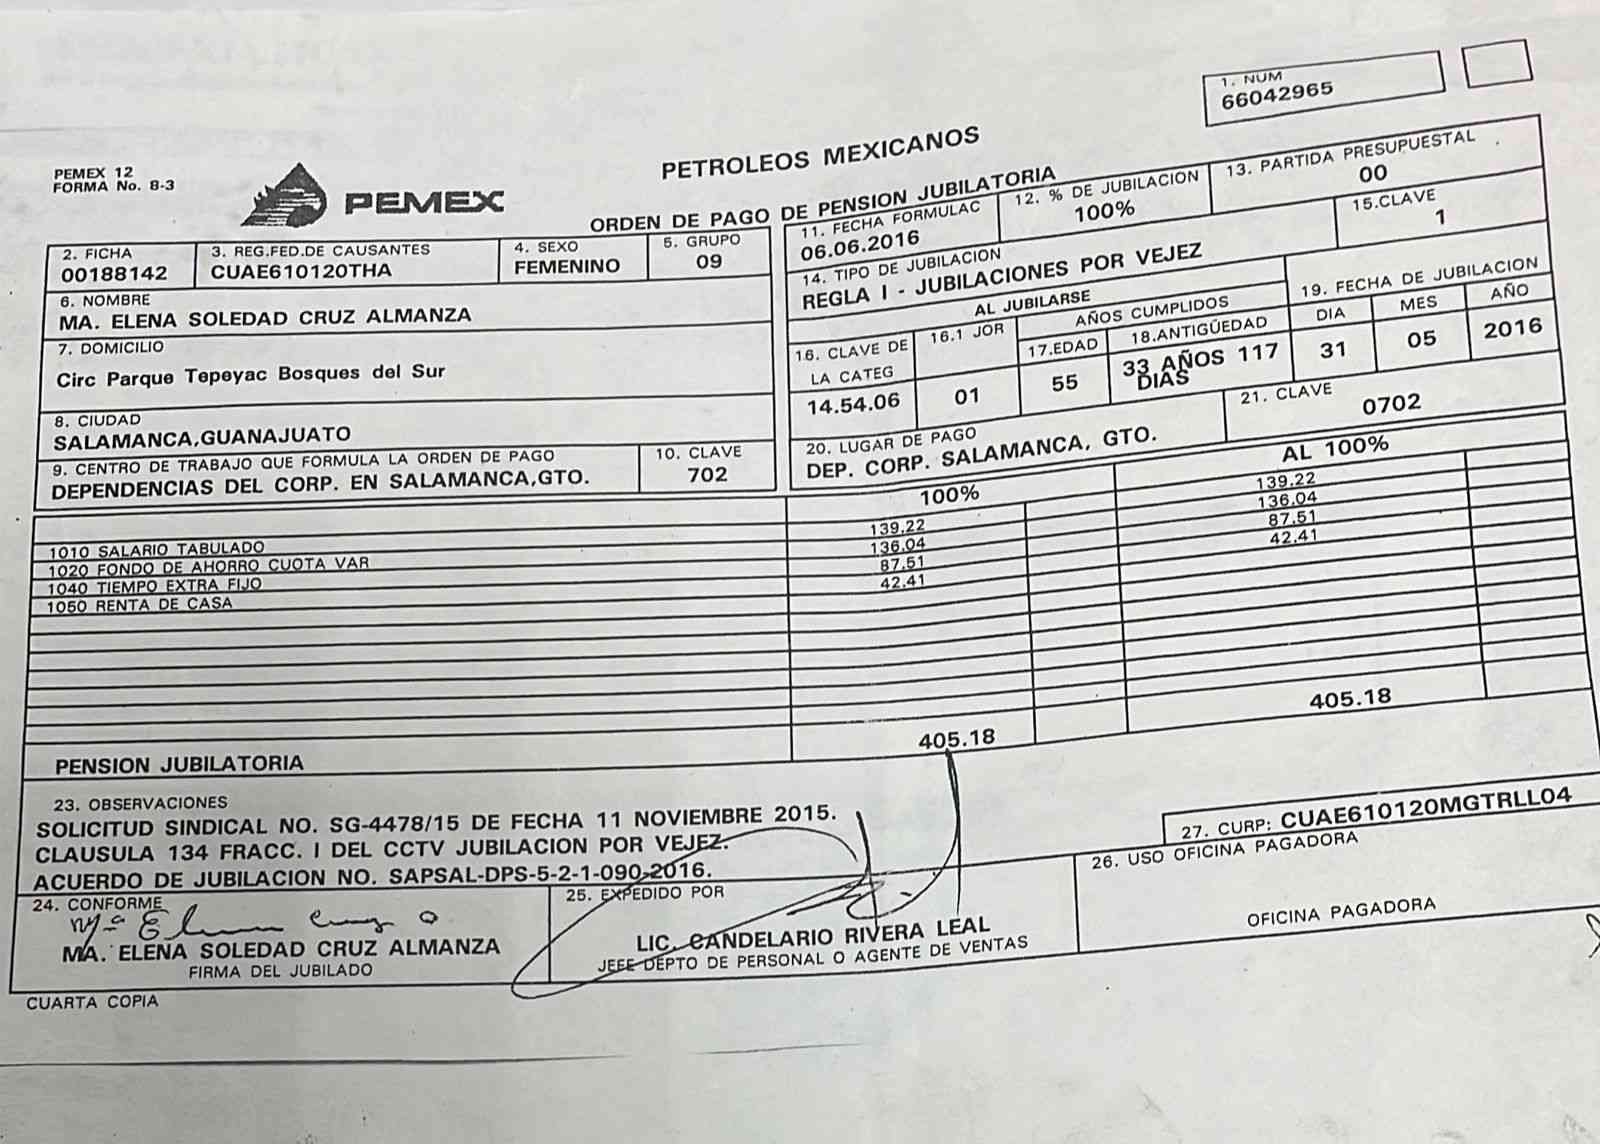 1. NUM
66042965
PEMEX 12
FORMA No. 8-3
PEMEX
PETROLEOS MEXICANOS
ORDEN DE PAGO DE PENSION JUBILATORIA
2. FICHA
00188142
3. REG.FED.DE CAUSANTES
CUAE610120THA
4. SEXO
FEMENINO
5. GRUPO
09
6. NOMBRE
MA. ELENA SOLEDAD CRUZ ALMANZA
7. DOMICILIO
Circ Parque Tepeyac Bosques del Sur
8. CIUDAD
SALAMANCA,GUANAJUATO
9. CENTRO DE TRABAJO QUE FORMULA LA ORDEN DE PAGO
DEPENDENCIAS DEL CORP. EN SALAMANCA,GTO.
10. CLAVE
702
11. FECHA FORMULAC
06.06.2016
12. % DE JUBILACION
100%
13. PARTIDA PRESUPUESTAL
00
14. TIPO DE JUBILACION
REGLA I - JUBILACIONES POR VEJEZ
15.CLAVE
1
AL JUBILARSE
16. CLAVE DE
LA CATEG
14.54.06
16.1 JOR
01
AÑOS CUMPLIDOS
17.EDAD
55
18.ANTIGÜEDAD
33 AÑOS 117
DIAS
19. FECHA DE JUBILACION
DIA MES AÑO
31 05 2016
20. LUGAR DE PAGO
DEP. CORP. SALAMANCA, GTO.
21. CLAVE
0702
100% AL 100%
1010 SALARIO TABULADO 139.22 139.22
1020 FONDO DE AHORRO CUOTA VAR 136.04 136.04
1040 TIEMPO EXTRA FIJO 87.51 87.51
1050 RENTA DE CASA 42.41 42.41
PENSION JUBILATORIA 405.18 405.18
23. OBSERVACIONES
SOLICITUD SINDICAL NO. SG-4478/15 DE FECHA 11 NOVIEMBRE 2015.
CLAUSULA 134 FRACC. I DEL CCTV JUBILACION POR VEJEZ.
ACUERDO DE JUBILACION NO. SAPSAL-DPS-5-2-1-090-2016.
27. CURP: CUAE610120MGTRLL04
24. CONFORME
Mª Elena Cruz A
MA. ELENA SOLEDAD CRUZ ALMANZA
FIRMA DEL JUBILADO
25. EXPEDIDO POR
LIC. CANDELARIO RIVERA LEAL
JEFE DEPTO DE PERSONAL O AGENTE DE VENTAS
26. USO OFICINA PAGADORA
OFICINA PAGADORA
CUARTA COPIA